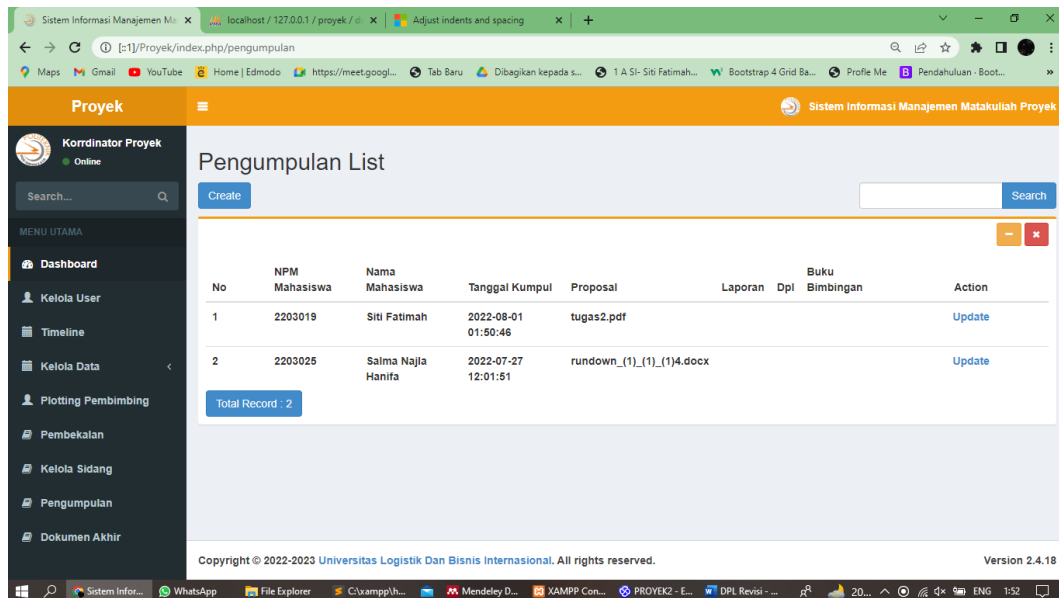 Sistem Informasi Manajemen Ma
localhost / 127.0.0.1 / proyek / d
Adjust indents and spacing
[::1]/Proyek/index.php/pengumpulan
Maps
Gmail
YouTube
Home | Edmodo
https://meet.googl...
Tab Baru
Dibagikan kepada s...
1 A SI- Siti Fatimah...
Bootstrap 4 Grid Ba...
Profle Me
Pendahuluan · Boot...
»
Proyek
Sistem Informasi Manajemen Matakuliah Proyek
Korrdinator Proyek
Online
Search...
MENU UTAMA
Dashboard
Kelola User
Timeline
Kelola Data
Plotting Pembimbing
Pembekalan
Kelola Sidang
Pengumpulan
Dokumen Akhir
Pengumpulan List
Create
Search
No NPM Mahasiswa Nama Mahasiswa Tanggal Kumpul Proposal Laporan Dpl Buku Bimbingan Action
1 2203019 Siti Fatimah 2022-08-01 01:50:46 tugas2.pdf Update
2 2203025 Salma Najla Hanifa 2022-07-27 12:01:51 rundown_(1)_(1)_(1)4.docx Update
Total Record : 2
Copyright © 2022-2023 Universitas Logistik Dan Bisnis Internasional. All rights reserved.
Version 2.4.18
Sistem Infor...
WhatsApp
File Explorer
C:\xampp\h...
Mendeley D...
XAMPP Con...
PROYEK2 - E...
DPL Revisi - ...
20...
ENG
1:52